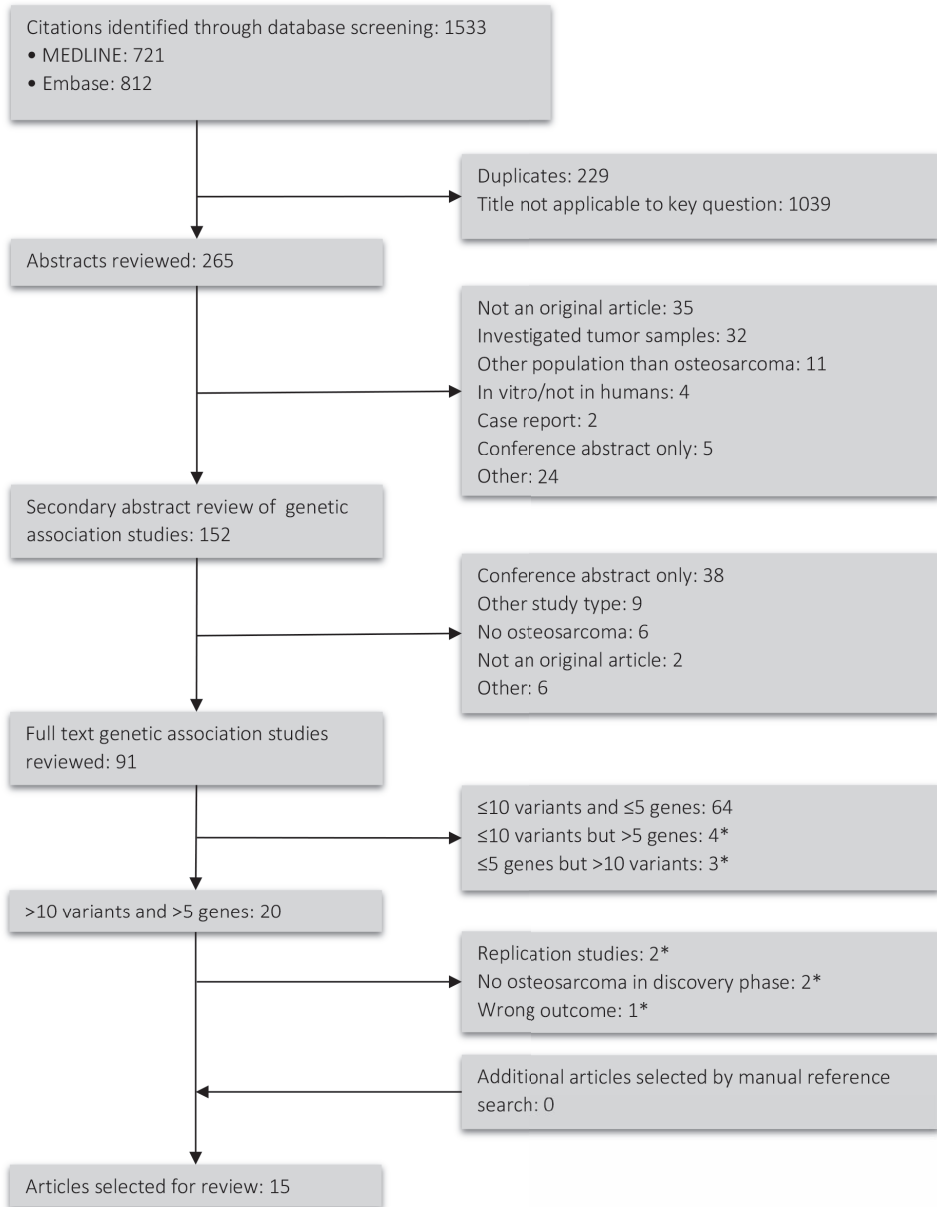 Citations identified through database screening: 1533
• MEDLINE: 721
• Embase: 812
Duplicates: 229
Title not applicable to key question: 1039
Abstracts reviewed: 265
Not an original article: 35
Investigated tumor samples: 32
Other population than osteosarcoma: 11
In vitro/not in humans: 4
Case report: 2
Conference abstract only: 5
Other: 24
Secondary abstract review of genetic
association studies: 152
Conference abstract only: 38
Other study type: 9
No osteosarcoma: 6
Not an original article: 2
Other: 6
Full text genetic association studies
reviewed: 91
≤10 variants and ≤5 genes: 64
≤10 variants but >5 genes: 4*
≤5 genes but >10 variants: 3*
>10 variants and >5 genes: 20
Replication studies: 2*
No osteosarcoma in discovery phase: 2*
Wrong outcome: 1*
Additional articles selected by manual reference
search: 0
Articles selected for review: 15